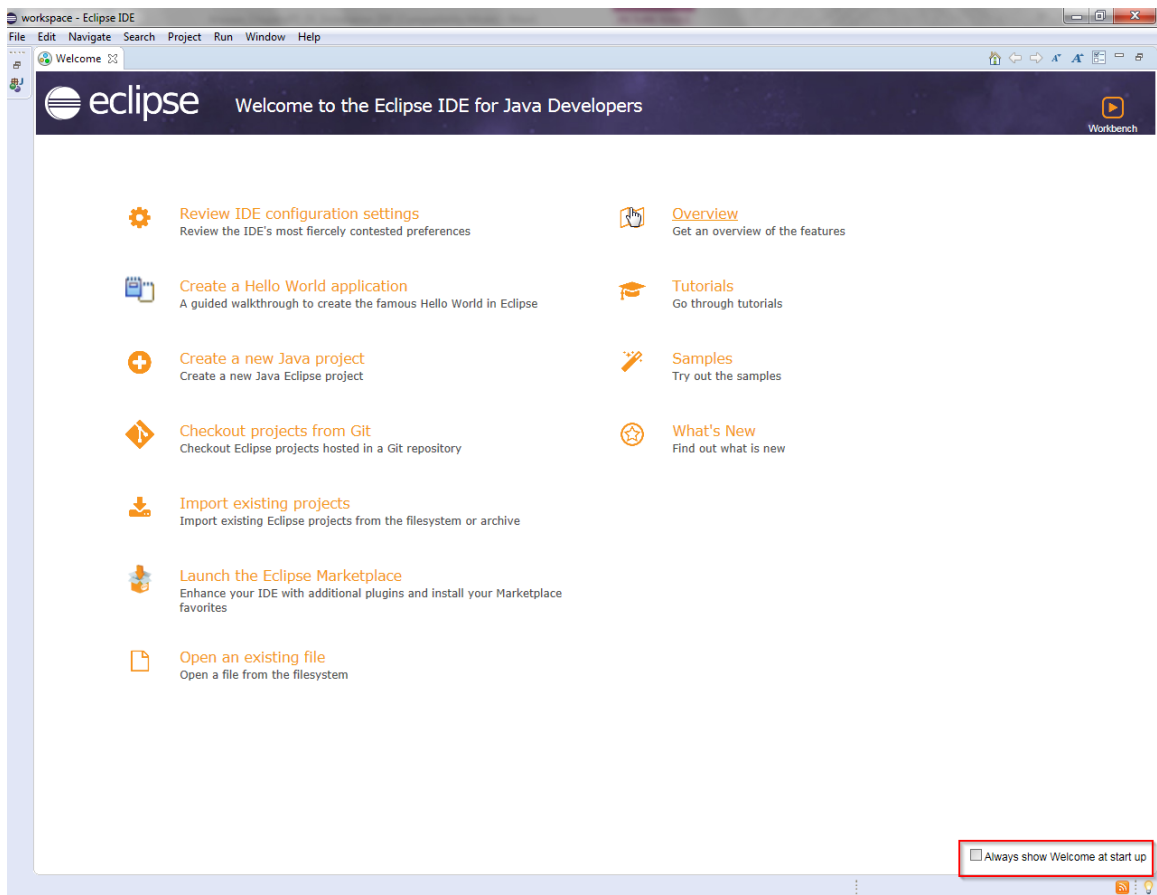 workspace - Eclipse IDE
File Edit Navigate Search Project Run Window Help
Welcome
eclipse Welcome to the Eclipse IDE for Java Developers
Workbench
Review IDE configuration settings
Review the IDE's most fiercely contested preferences
Create a Hello World application
A guided walkthrough to create the famous Hello World in Eclipse
Create a new Java project
Create a new Java Eclipse project
Checkout projects from Git
Checkout Eclipse projects hosted in a Git repository
Import existing projects
Import existing Eclipse projects from the filesystem or archive
Launch the Eclipse Marketplace
Enhance your IDE with additional plugins and install your Marketplace
favorites
Open an existing file
Open a file from the filesystem
Overview
Get an overview of the features
Tutorials
Go through tutorials
Samples
Try out the samples
What's New
Find out what is new
Always show Welcome at start up